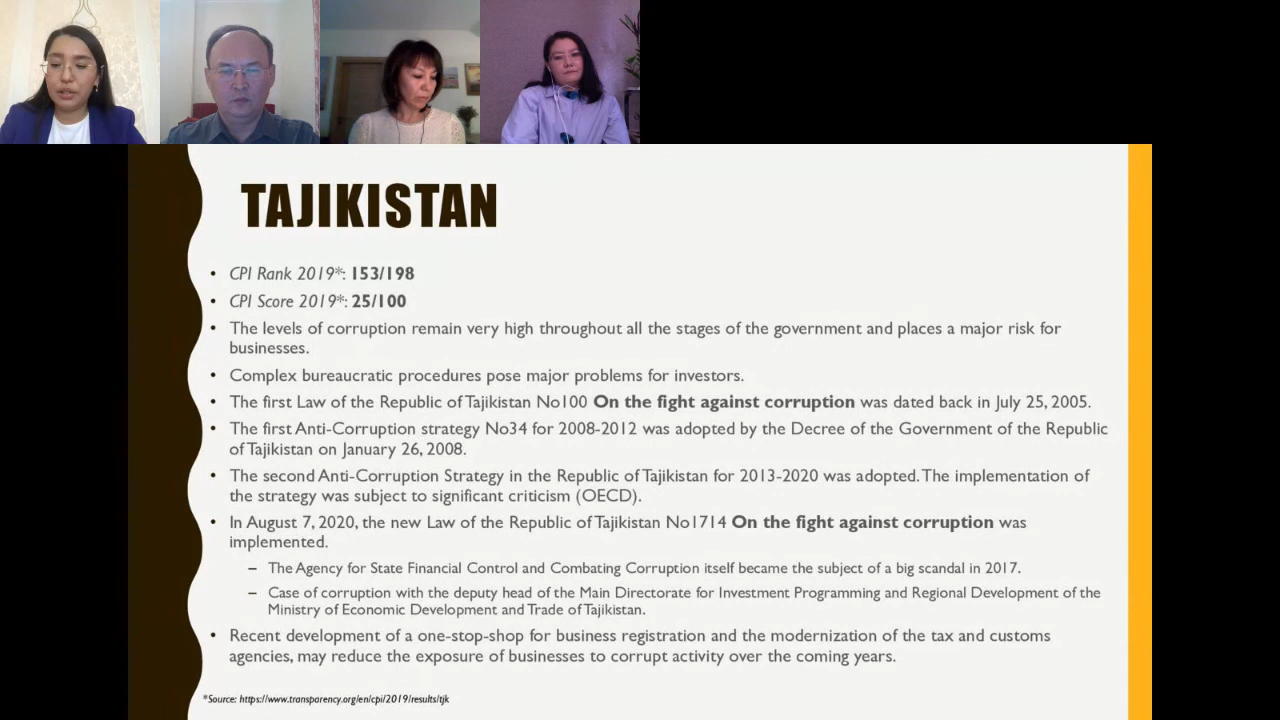 TAJIKISTAN
• CPI Rank 2019*: 153/198
• CPI Score 2019*: 25/100
• The levels of corruption remain very high throughout all the stages of the government and places a major risk for
businesses.
• Complex bureaucratic procedures pose major problems for investors.
• The first Law of the Republic of Tajikistan No100 On the fight against corruption was dated back in July 25, 2005.
• The first Anti-Corruption strategy No34 for 2008-2012 was adopted by the Decree of the Government of the Republic
of Tajikistan on January 26, 2008.
• The second Anti-Corruption Strategy in the Republic of Tajikistan for 2013-2020 was adopted. The implementation of
the strategy was subject to significant criticism (OECD).
• In August 7, 2020, the new Law of the Republic of Tajikistan No1714 On the fight against corruption was
implemented.
– The Agency for State Financial Control and Combating Corruption itself became the subject of a big scandal in 2017.
– Case of corruption with the deputy head of the Main Directorate for Investment Programming and Regional Development of the
Ministry of Economic Development and Trade of Tajikistan.
• Recent development of a one-stop-shop for business registration and the modernization of the tax and customs
agencies, may reduce the exposure of businesses to corrupt activity over the coming years.
*Source: https://www.transparency.org/en/cpi/2019/results/tjk